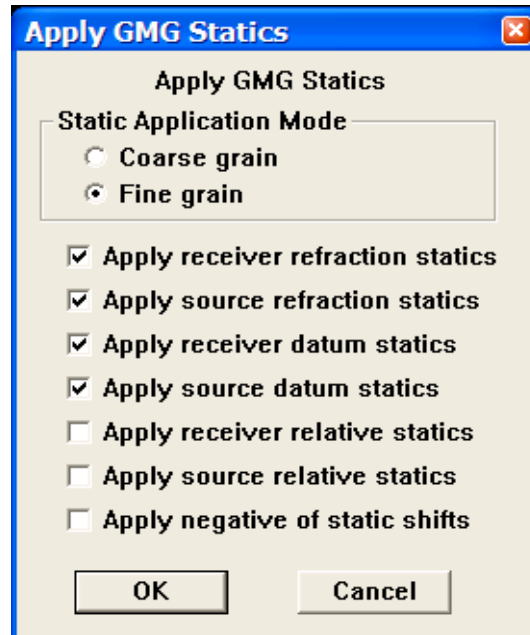 Apply GMG Statics
Apply GMG Statics
Static Application Mode
Coarse grain
Fine grain
Apply receiver refraction statics
Apply source refraction statics
Apply receiver datum statics
Apply source datum statics
Apply receiver relative statics
Apply source relative statics
Apply negative of static shifts
OK Cancel